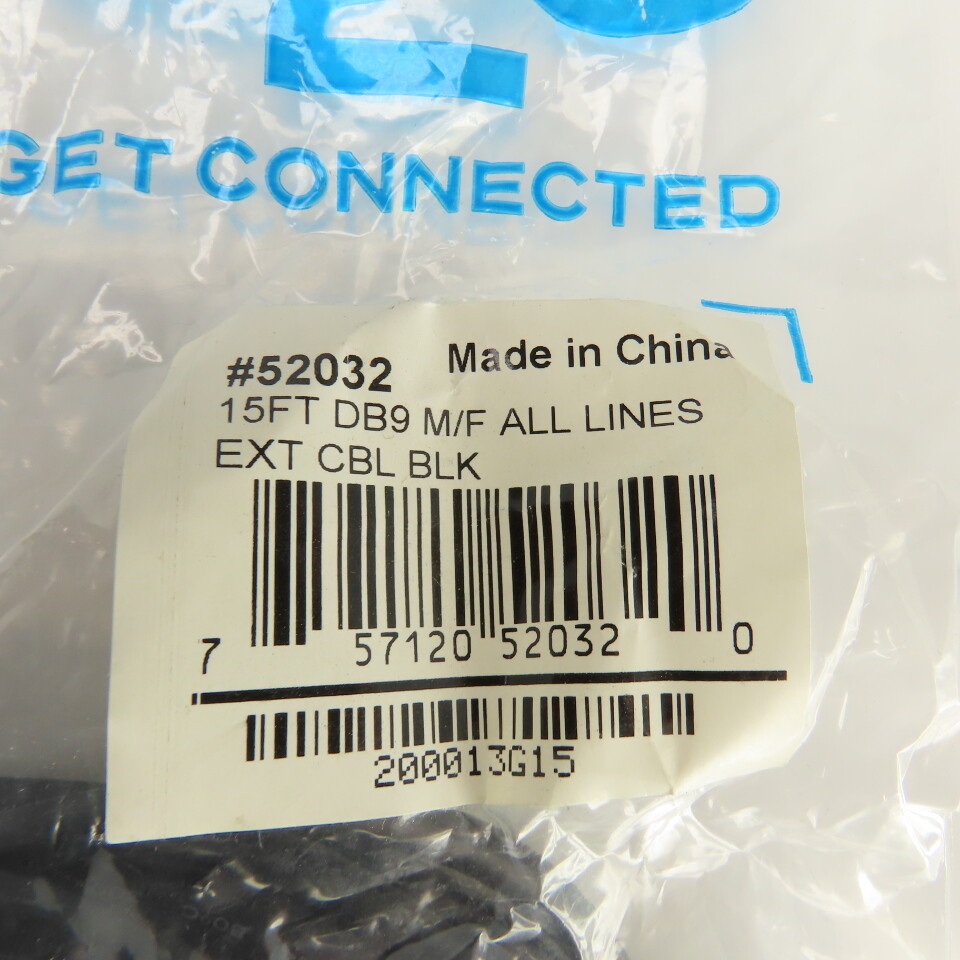 GET CONNECTED
#52032 Made in China
15FT DB9 M/F ALL LINES
EXT CBL BLK
7 57120 52032 0
200013G15